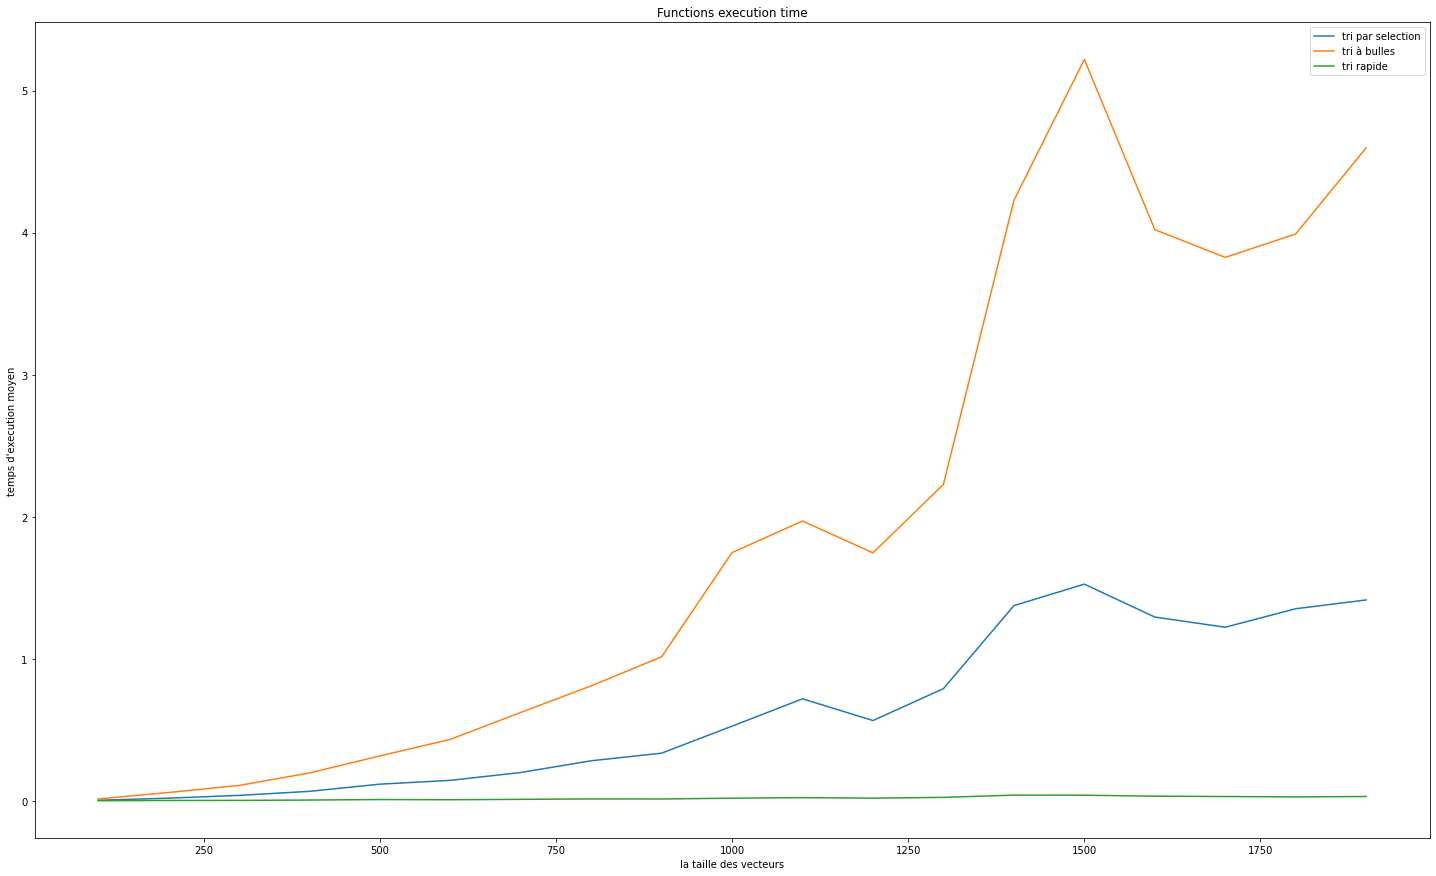 Functions execution time
tri par selection
tri à bulles
tri rapide
5
4
3
2
1
0
temps d'execution moyen
250
500
750
1000
1250
1500
1750
la taille des vecteurs